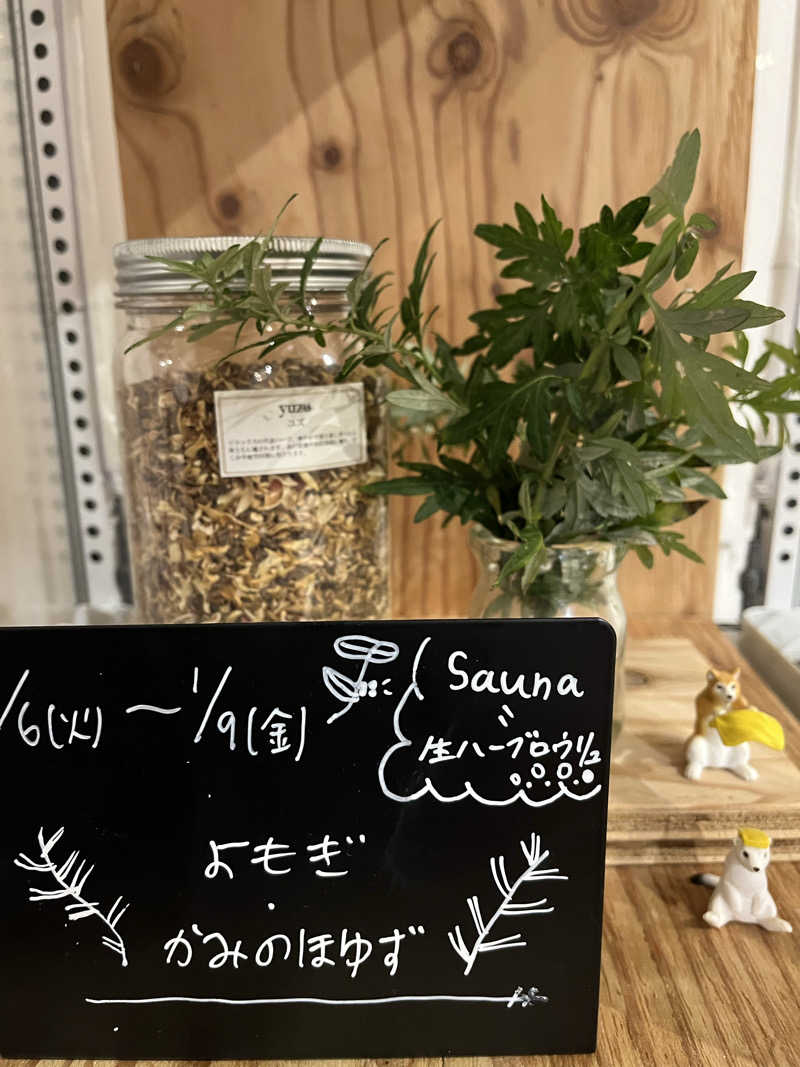 yuzu
ユズ
/6(火)〜1/9(金)
Sauna
生ハーブロウリュ
よもぎ
・
かみのほゆず